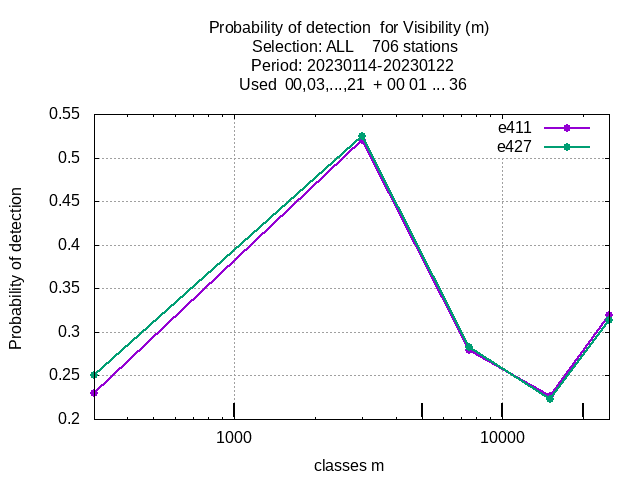 Probability of detection  for Visibility (m)
Selection: ALL    706 stations
Period: 20230114-20230122
Used  00,03,...,21  + 00 01 ... 36
0.55
0.5
0.45
0.4
0.35
0.3
0.25
0.2
Probability of detection
e411
e427
1000
10000
classes m